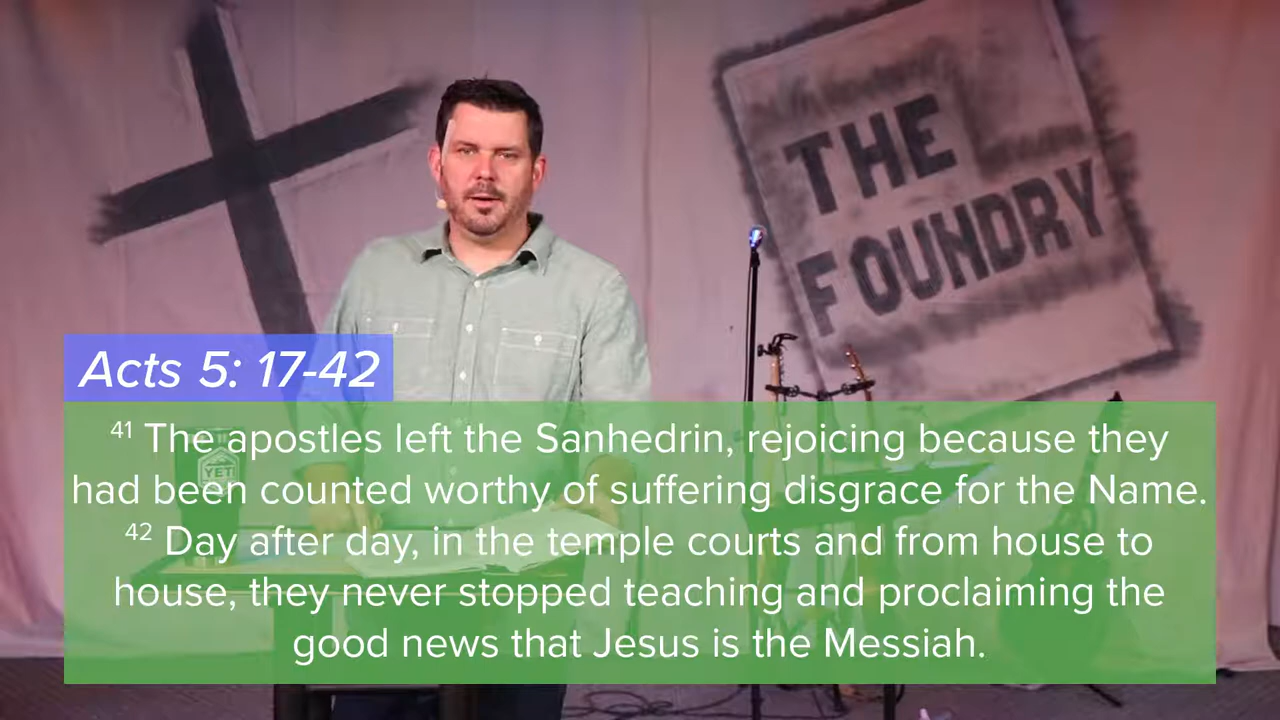 THE
FOUNDRY
Acts 5: 17-42
41 The apostles left the Sanhedrin, rejoicing because they
had been counted worthy of suffering disgrace for the Name.
42 Day after day, in the temple courts and from house to
house, they never stopped teaching and proclaiming the
good news that Jesus is the Messiah.
YETI